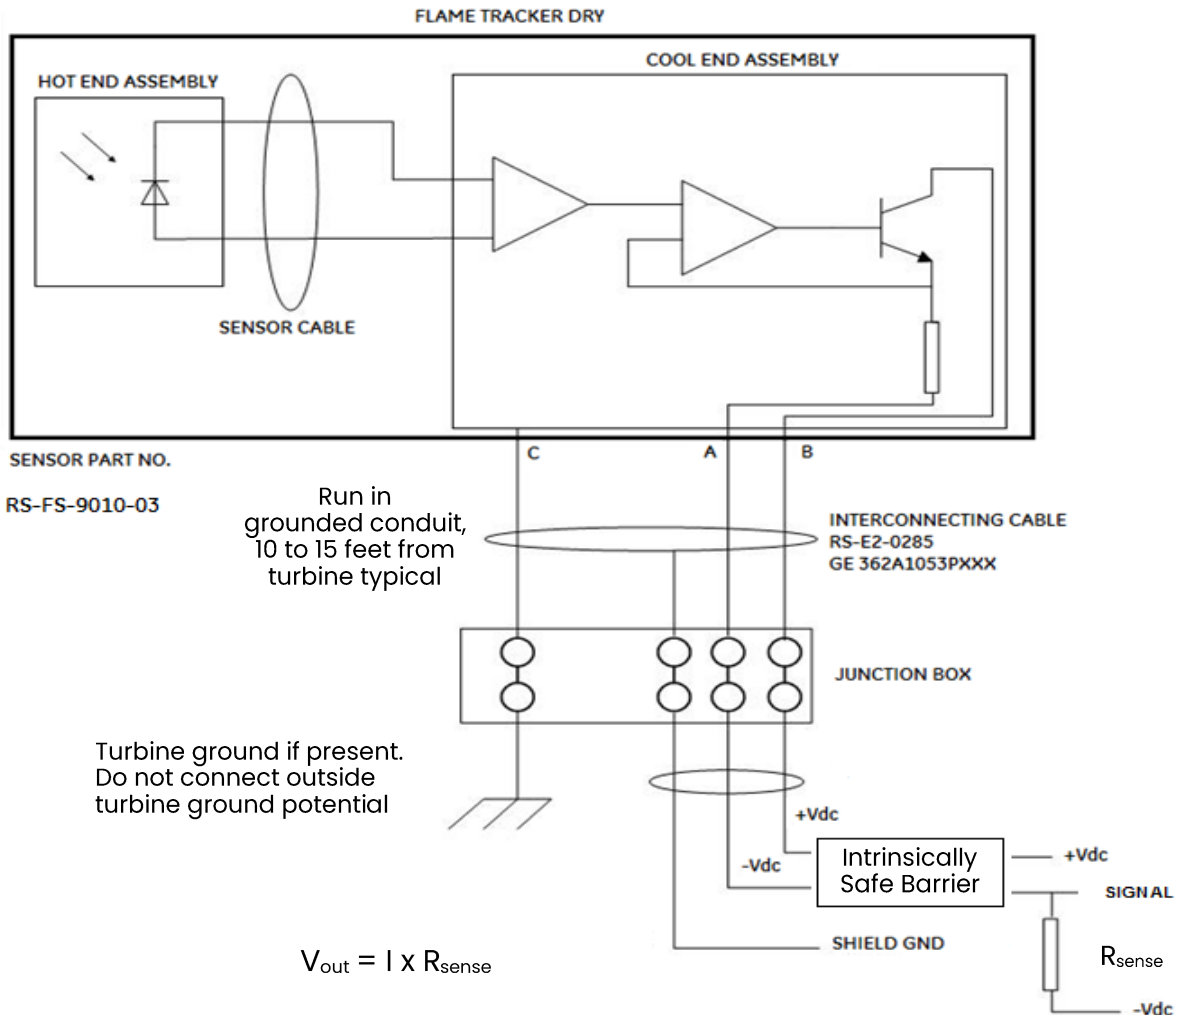 FLAME TRACKER DRY
COOL END ASSEMBLY
HOT END ASSEMBLY
SENSOR CABLE
SENSOR PART NO.
RS-FS-9010-03
C
A
B
Run in
grounded conduit,
10 to 15 feet from
turbine typical
INTERCONNECTING CABLE
RS-E2-0285
GE 362A1053PXXX
JUNCTION BOX
Turbine ground if present.
Do not connect outside
turbine ground potential
+Vdc
-Vdc
Intrinsically
Safe Barrier
+Vdc
SIGNAL
SHIELD GND
Rsense
-Vdc
Vout = I x Rsense